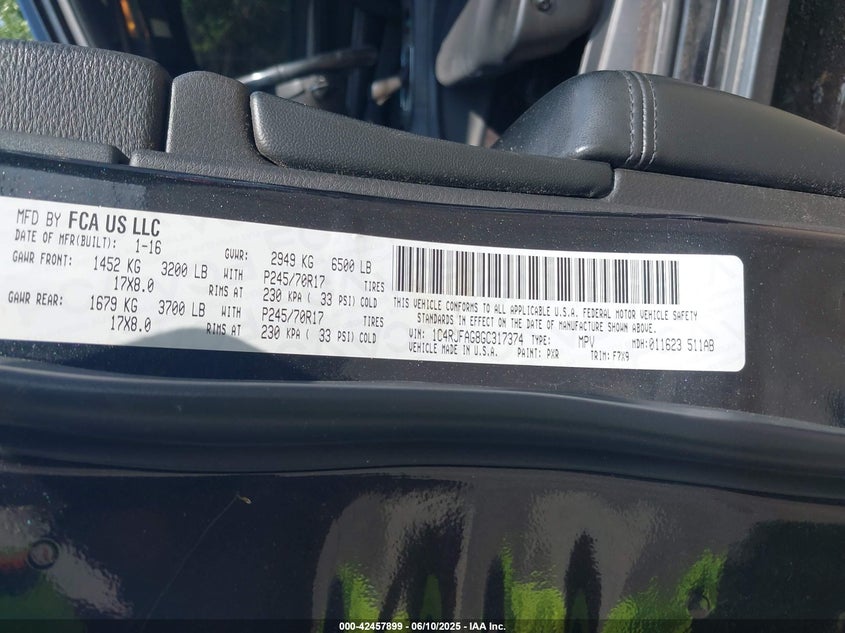 MFD BY FCA US LLC
DATE OF MFR(BUILT): 1-16 GVWR: 2949 KG 6500 LB
GAWR FRONT: 1452 KG 3200 LB WITH P245/70R17 TIRES
17X8.0 RIMS AT 230 KPA ( 33 PSI) COLD
GAWR REAR: 1679 KG 3700 LB WITH P245/70R17 TIRES
17X8.0 RIMS AT 230 KPA ( 33 PSI) COLD
THIS VEHICLE CONFORMS TO ALL APPLICABLE U.S.A. FEDERAL MOTOR VEHICLE SAFETY
STANDARDS IN EFFECT ON THE DATE OF MANUFACTURE SHOWN ABOVE.
VIN: 1C4RJFAG8GC317374 TYPE: MPV MDH:011623 511AB
VEHICLE MADE IN U.S.A. PAINT: PXR TRIM: F7X9
000-42457899 - 06/10/2025 - IAA Inc.